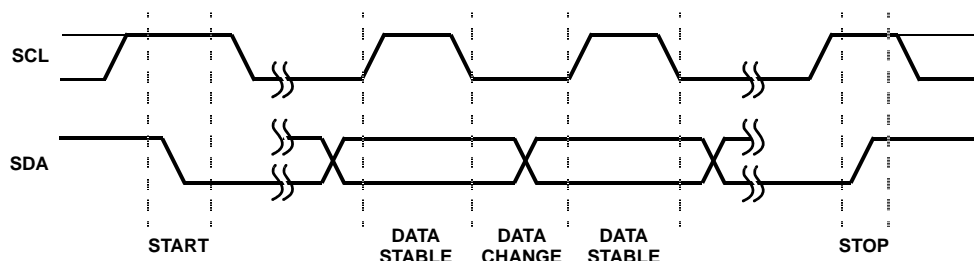 SCL
SDA
START
DATA STABLE
DATA CHANGE
DATA STABLE
STOP